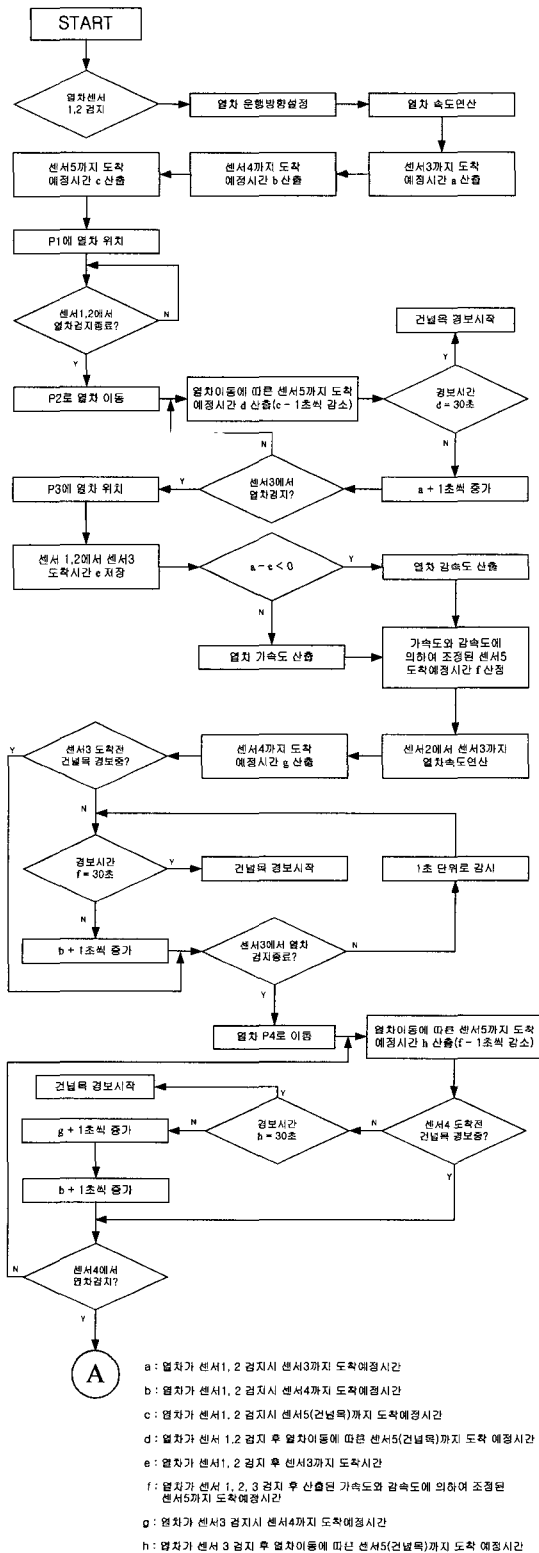 START
열차센서
1,2 검지
열차 운행방향설정
열차 속도연산
센서5까지 도착
예정시간 c 산출
센서4까지 도착
예정시간 b 산출
센서3까지 도착
예정시간 a 산출
P1에 열차 위치
센서1,2에서
열차검지종료?
N
Y
건널목 경보시작
Y
P2로 열차 이동
열차이동에 따른 센서5까지 도착
예정시간 d 산출(c - 1초씩 감소)
경보시간
d = 30초
N
N
P3에 열차 위치
Y
센서3에서
열차검지?
a + 1초씩 증가
센서 1,2에서 센서3
도착시간 e 저장
a - e < 0
Y
열차 감속도 산출
N
열차 가속도 산출
가속도와 감속도에
의하여 조정된 센서5
도착예정시간 f 산정
Y
센서3 도착전
건널목 경보중?
센서4까지 도착
예정시간 g 산출
센서2에서 센서3까지
열차속도연산
N
경보시간
f = 30초
Y
건널목 경보시작
1초 단위로 감시
N
b + 1초씩 증가
센서3에서 열차
검지종료?
N
Y
열차 P4로 이동
열차이동에 따른 센서5까지 도착
예정시간 h 산출(f - 1초씩 감소)
건널목 경보시작
Y
g + 1초씩 증가
N
경보시간
h = 30초
N
센서4 도착전
건널목 경보중?
Y
b + 1초씩 증가
N
센서4에서
열차검지?
Y
A
a : 열차가 센서1, 2 검지시 센서3까지 도착예정시간
b : 열차가 센서1, 2 검지시 센서4까지 도착예정시간
c : 열차가 센서1, 2 검지시 센서5(건널목)까지 도착예정시간
d : 열차가 센서 1,2 검지 후 열차이동에 따른 센서5(건널목)까지 도착 예정시간
e : 열차가 센서1, 2 검지 후 센서3까지 도착시간
f : 열차가 센서 1, 2, 3 검지 후 산출된 가속도와 감속도에 의하여 조정된
센서5까지 도착예정시간
g : 열차가 센서3 검지시 센서4까지 도착예정시간
h : 열차가 센서 3 검지 후 열차이동에 따른 센서5(건널목)까지 도착 예정시간